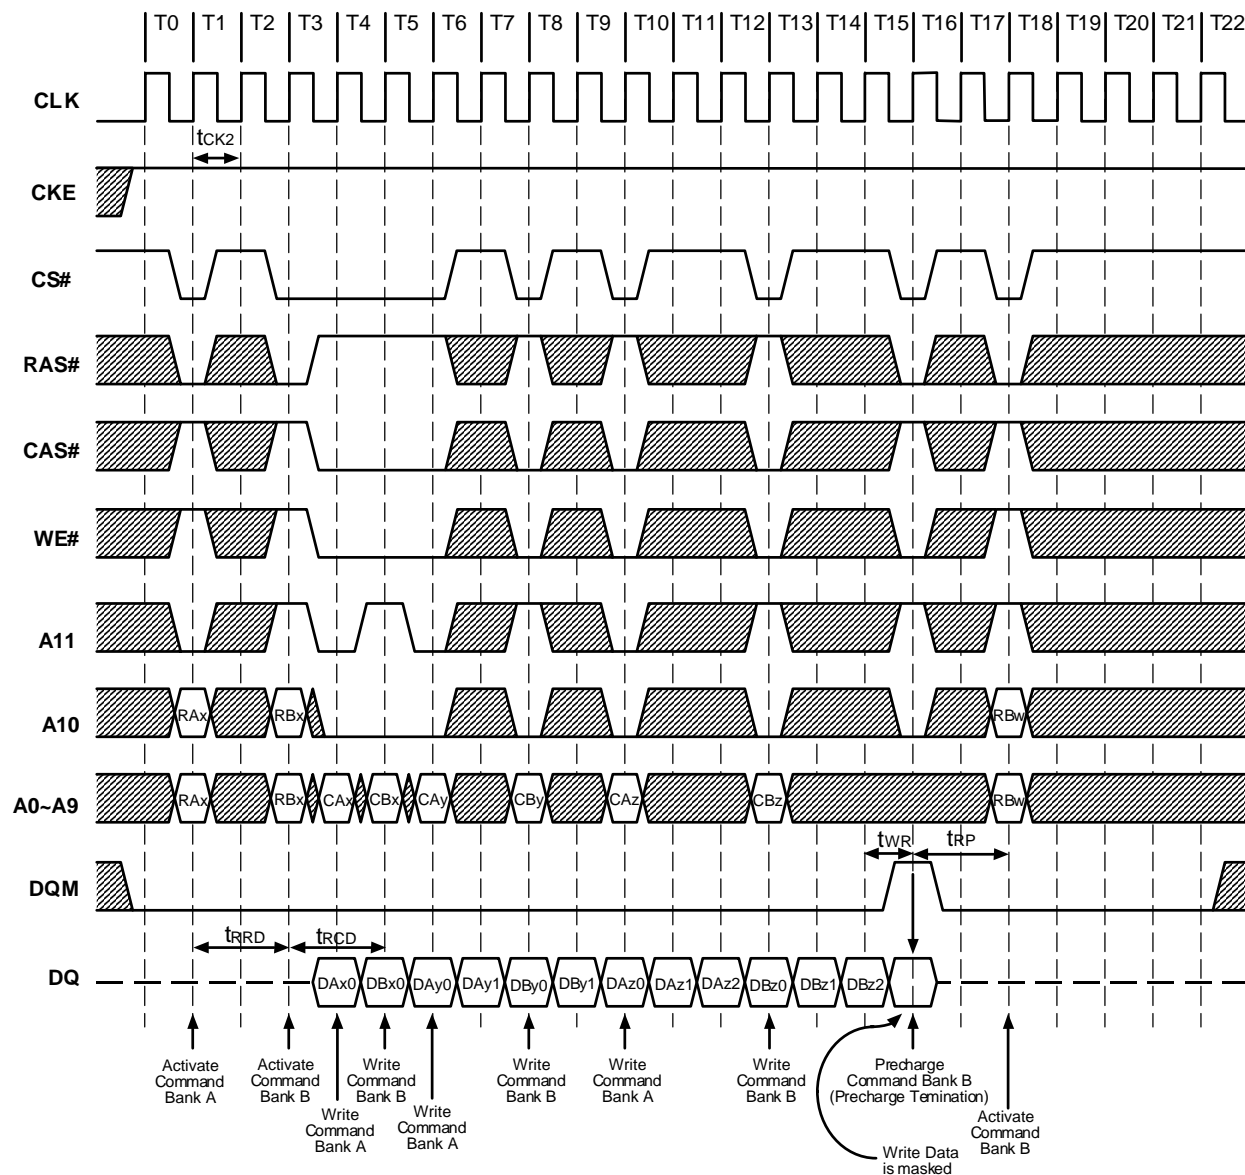 T0 T1 T2 T3 T4 T5 T6 T7 T8 T9 T10 T11 T12 T13 T14 T15 T16 T17 T18 T19 T20 T21 T22
CLK
tCK2
CKE
CS#
RAS#
CAS#
WE#
A11
A10 RAx RBx RBw
A0~A9 RAx RBx CAx CBx CAy CBy CAz CBz RBw
tWR tRP
DQM
tRRD tRCD
DQ DAx0 DBx0 DAy0 DAy1 DBy0 DBy1 DAz0 DAz1 DAz2 DBz0 DBz1 DBz2
Activate
Command
Bank A
Activate
Command
Bank B
Write
Command
Bank A
Write
Command
Bank B
Write
Command
Bank A
Write
Command
Bank B
Write
Command
Bank A
Write
Command
Bank B
Precharge
Command Bank B
(Precharge Temination)
Write Data
is masked
Activate
Command
Bank B